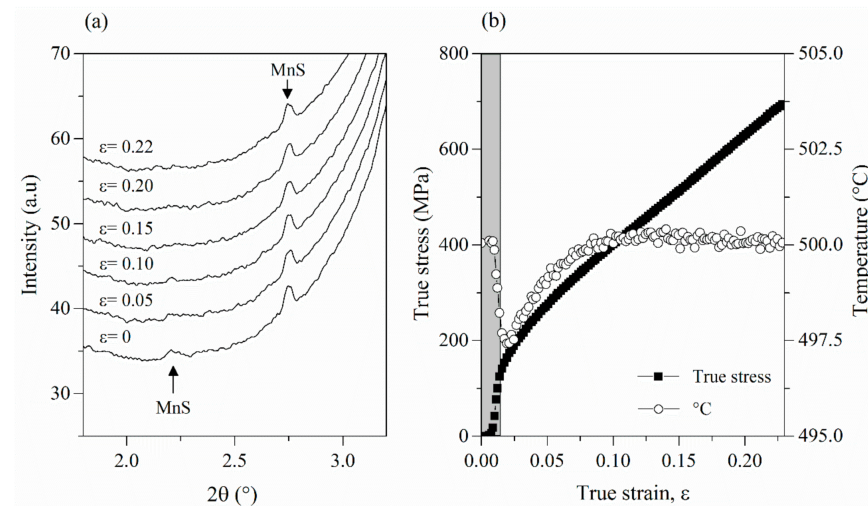 (a)
70
60
50
40
30
Intensity (a.u)
MnS
ε= 0.22
ε= 0.20
ε= 0.15
ε= 0.10
ε= 0.05
ε= 0
MnS
2.0
2.5
3.0
2θ (°)
(b)
800
600
400
200
0
True stress (MPa)
505.0
502.5
500.0
497.5
495.0
Temperature (°C)
True stress
°C
0.00
0.05
0.10
0.15
0.20
True strain, ε